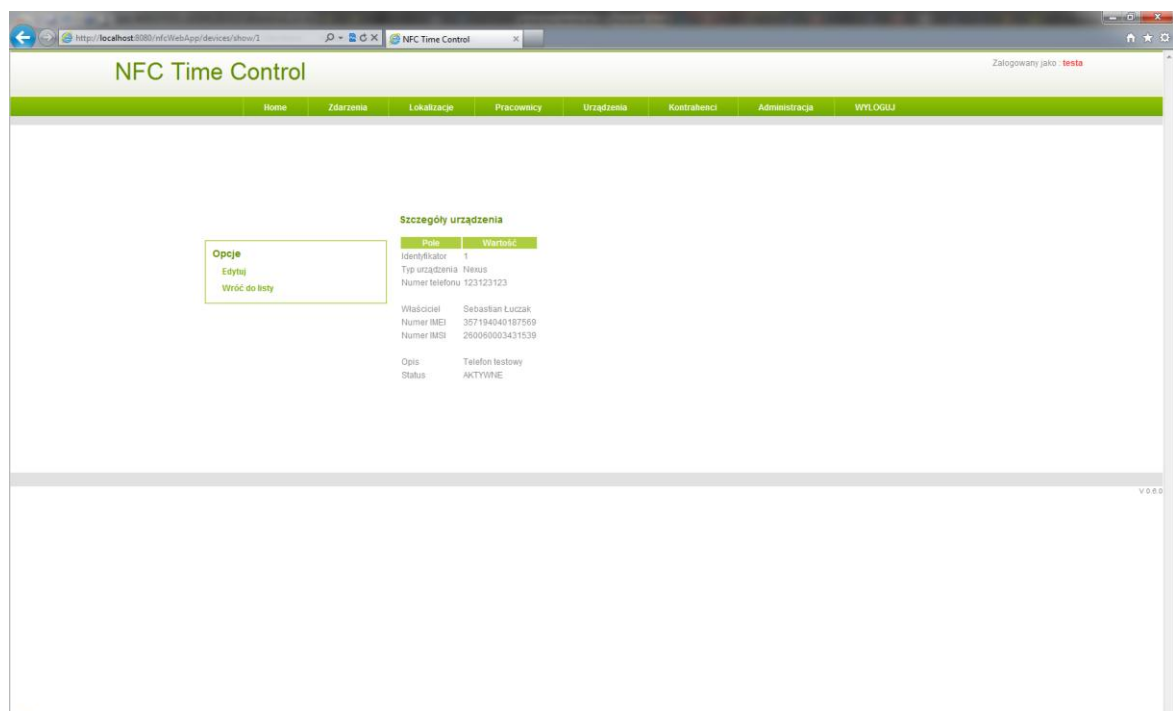 http://localhost:8080/nfcWebApp/devices/show/1
NFC Time Control
Zalogowany jako : testa
NFC Time Control
Home Zdarzenia Lokalizacje Pracownicy Urządzenia Kontrahenci Administracja WYLOGUJ
Szczegóły urządzenia
Opcje
Edytuj
Wróć do listy
Pole Wartość
Identyfikator 1
Typ urządzenia Nexus
Numer telefonu 123123123
Właściciel Sebastian Łuczak
Numer IMEI 357194040187569
Numer IMSI 260060003431539
Opis Telefon testowy
Status AKTYWNE
V 0.6.0